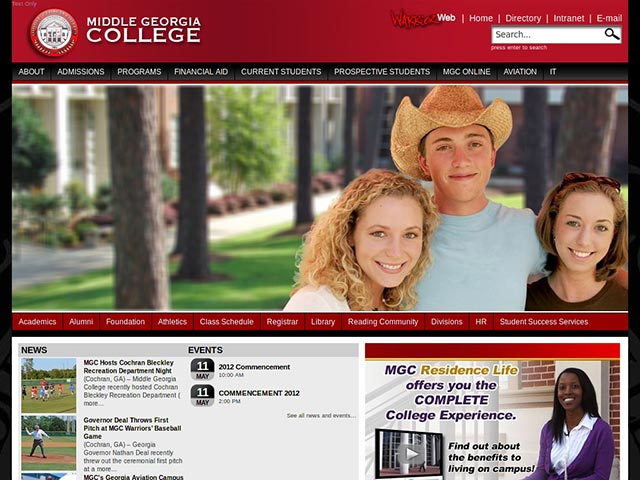 Text Only
MIDDLE GEORGIA
COLLEGE
WARRIOR Web | Home | Directory | Intranet | E-mail
Search...
press enter to search
ABOUT ADMISSIONS PROGRAMS FINANCIAL AID CURRENT STUDENTS PROSPECTIVE STUDENTS MGC ONLINE AVIATION IT
Academics Alumni Foundation Athletics Class Schedule Registrar Library Reading Community Divisions HR Student Success Services
NEWS
MGC Hosts Cochran Bleckley
Recreation Department Night
(Cochran, GA) – Middle Georgia
College recently hosted Cochran
Bleckley Recreation Department (
more...
Governor Deal Throws First
Pitch at MGC Warriors' Baseball
Game
(Cochran, GA) – Georgia
Governor Nathan Deal recently
threw out the ceremonial first pitch
at a more...
MGC's Georgia Aviation Campus
EVENTS
11
MAY
2012 Commencement
10:00 AM
11
MAY
COMMENCEMENT 2012
2:00 PM
See all news and events...
MGC Residence Life
offers you the
COMPLETE
College Experience.
Find out about
the benefits to
living on campus!